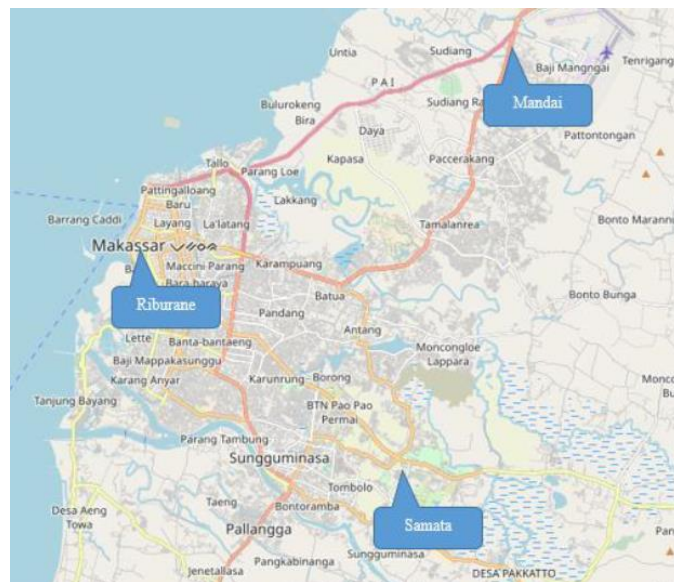 Untia
Sudiang
Baji Mangngai
Tenrigang
P A I
Mandai
Bulurokeng
Bira
Sudiang Ra
Daya
Pattontongan
Tallo
Parang Loe
Kapasa
Paccerakang
Pattingalloang
Baru
Lakkang
Barrang Caddi
Layang
La'latang
Tamalanrea
Bonto Marannu
Makassar
Maccini Parang
Karampuang
Bara-baraya
Riburane
Batua
Bonto Bunga
Pandang
Lette
Antang
Banta-bantaeng
Moncongloe
Lappara
Baji Mappakasunggu
Karang Anyar
Karunrung
Borong
Tanjung Bayang
BTN Pao Pao
Permai
Parang Tambung
Sungguminasa
Tombolo
Desa Aeng
Towa
Taeng
Bontoramba
Samata
Pallangga
Sungguminasa
Pangkabinanga
Jenetallasa
DESA PAKKATTO